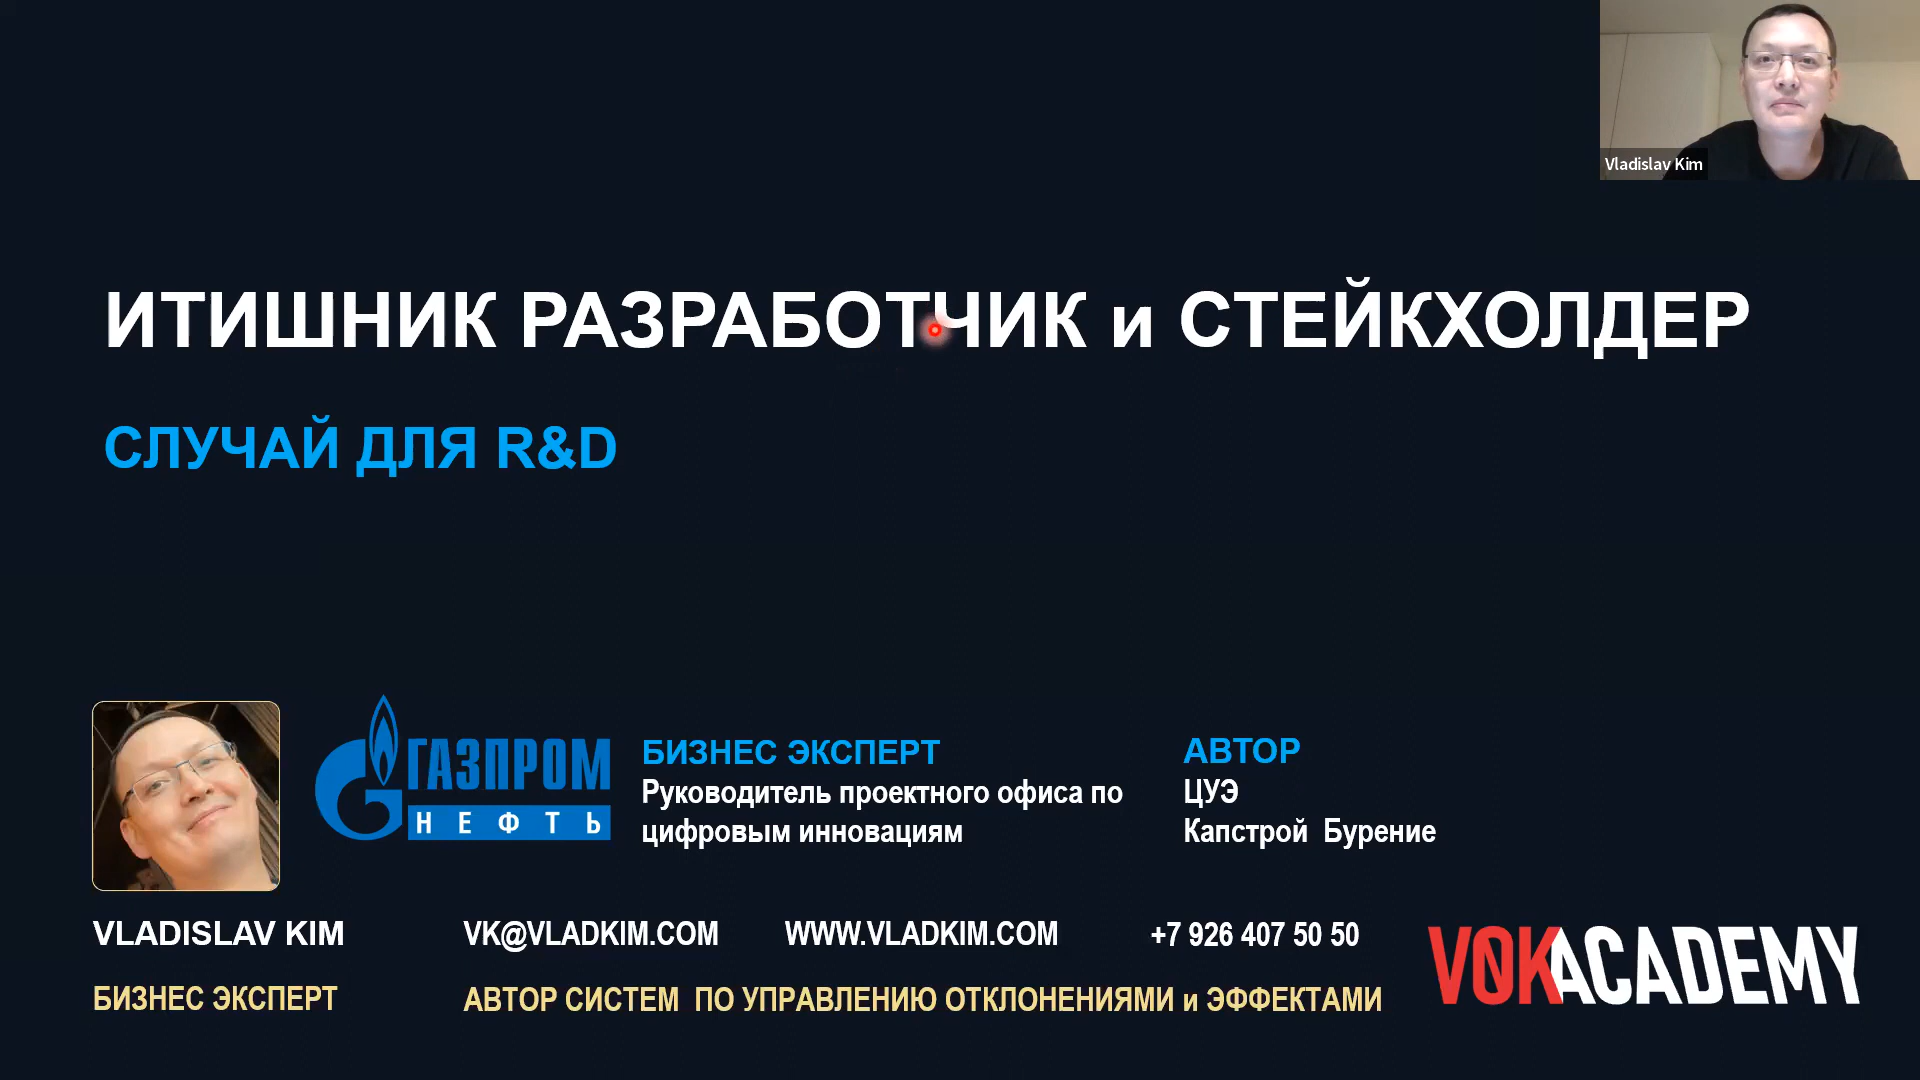 Vladislav Kim
ИТИШНИК РАЗРАБОТЧИК и СТЕЙКХОЛДЕР
СЛУЧАЙ ДЛЯ R&D
ГАЗПРОМ
НЕФТЬ
БИЗНЕС ЭКСПЕРТ
Руководитель проектного офиса по
цифровым инновациям
АВТОР
ЦУЭ
Капстрой Бурение
VLADISLAV KIM
VK@VLADKIM.COM
WWW.VLADKIM.COM
+7 926 407 50 50
БИЗНЕС ЭКСПЕРТ
АВТОР СИСТЕМ ПО УПРАВЛЕНИЮ ОТКЛОНЕНИЯМИ и ЭФФЕКТАМИ
VOKACADEMY